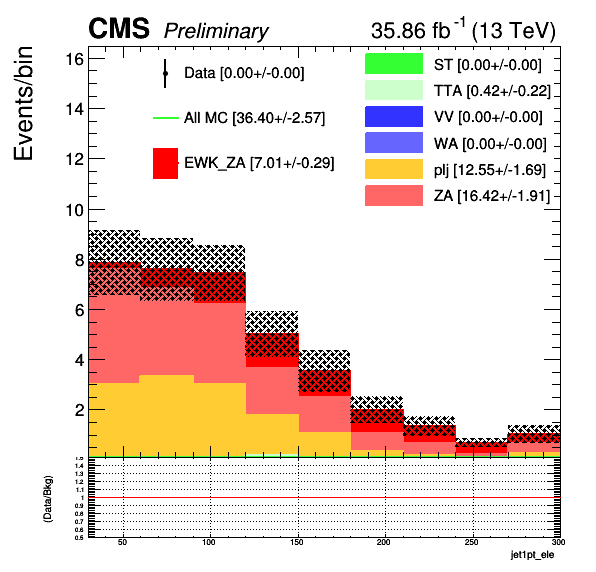 CMS Preliminary 35.86 fb⁻¹ (13 TeV)
Events/bin
16
14
12
10
8
6
4
2
Data [0.00+/-0.00]
All MC [36.40+/-2.57]
EWK_ZA [7.01+/-0.29]
ST [0.00+/-0.00]
TTA [0.42+/-0.22]
VV [0.00+/-0.00]
WA [0.00+/-0.00]
plj [12.55+/-1.69]
ZA [16.42+/-1.91]
(Data/Bkg)
1.5
1.4
1.3
1.2
1.1
1
0.9
0.8
0.7
0.6
0.5
50 100 150 200 250 300
jet1pt_ele